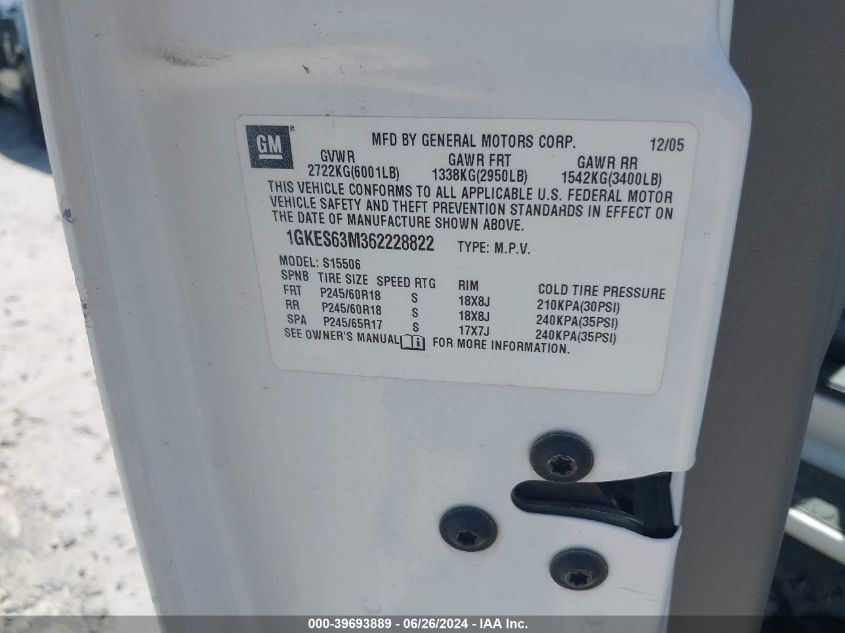 GM MFD BY GENERAL MOTORS CORP. 12/05
GVWR GAWR FRT GAWR RR
2722KG(6001LB) 1338KG(2950LB) 1542KG(3400LB)
THIS VEHICLE CONFORMS TO ALL APPLICABLE U.S. FEDERAL MOTOR
VEHICLE SAFETY AND THEFT PREVENTION STANDARDS IN EFFECT ON
THE DATE OF MANUFACTURE SHOWN ABOVE.
1GKES63M362228822 TYPE: M.P.V.
MODEL: S15506
SPNB TIRE SIZE SPEED RTG RIM COLD TIRE PRESSURE
FRT P245/60R18 S 18X8J 210KPA(30PSI)
RR P245/60R18 S 18X8J 240KPA(35PSI)
SPA P245/65R17 S 17X7J 240KPA(35PSI)
SEE OWNER'S MANUAL FOR MORE INFORMATION.
000-39693889 - 06/26/2024 - IAA Inc.